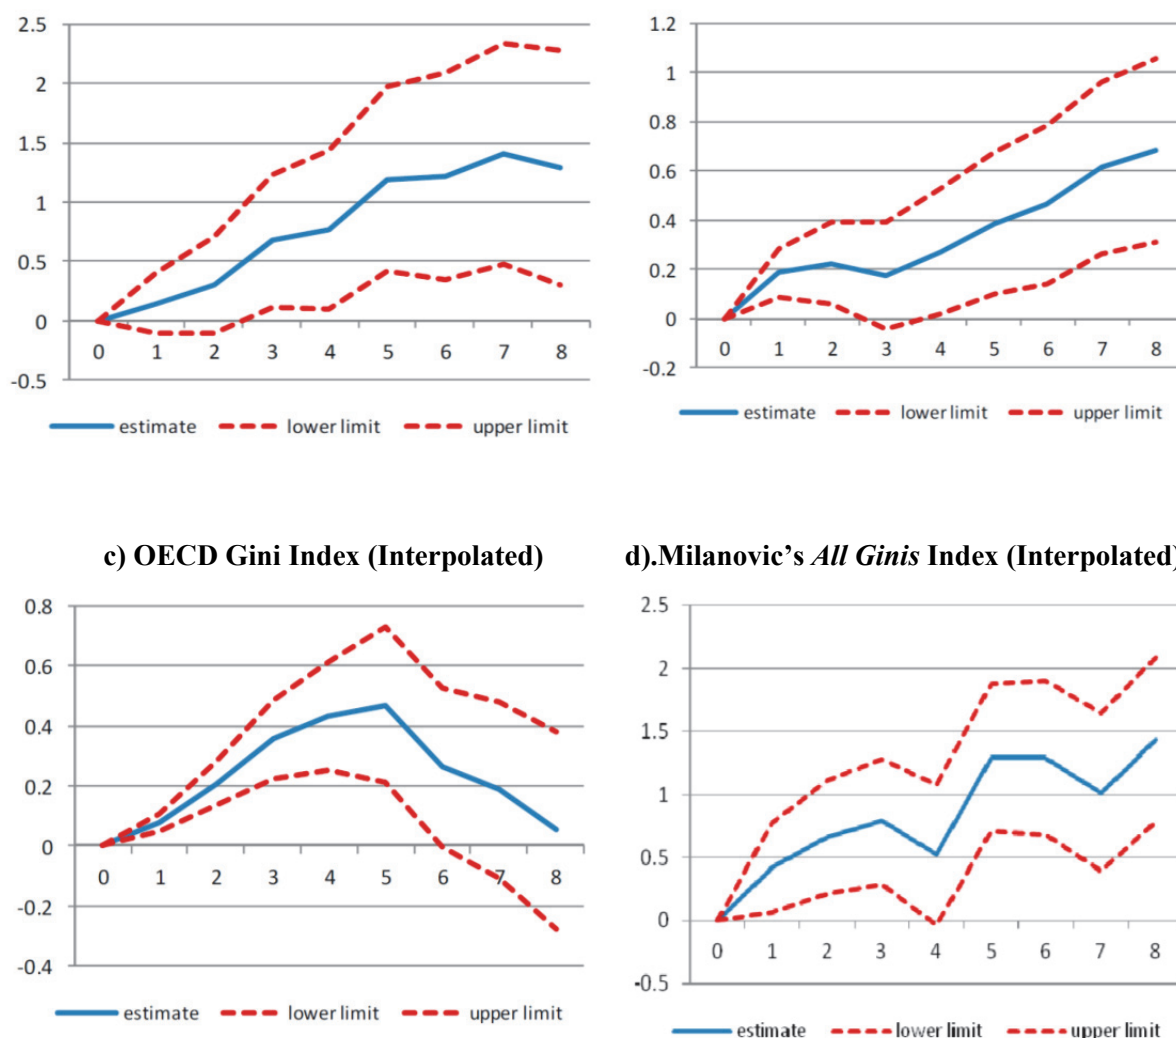 2.5
2
1.5
1
0.5
0
-0.5
0 1 2 3 4 5 6 7 8
estimate lower limit upper limit
1.2
1
0.8
0.6
0.4
0.2
0
-0.2
0 1 2 3 4 5 6 7 8
estimate lower limit upper limit
c) OECD Gini Index (Interpolated)
0.8
0.6
0.4
0.2
0
-0.2
-0.4
0 1 2 3 4 5 6 7 8
estimate lower limit upper limit
d).Milanovic's All Ginis Index (Interpolated)
2.5
2
1.5
1
0.5
0
-0.5
0 1 2 3 4 5 6 7 8
estimate lower limit upper limit